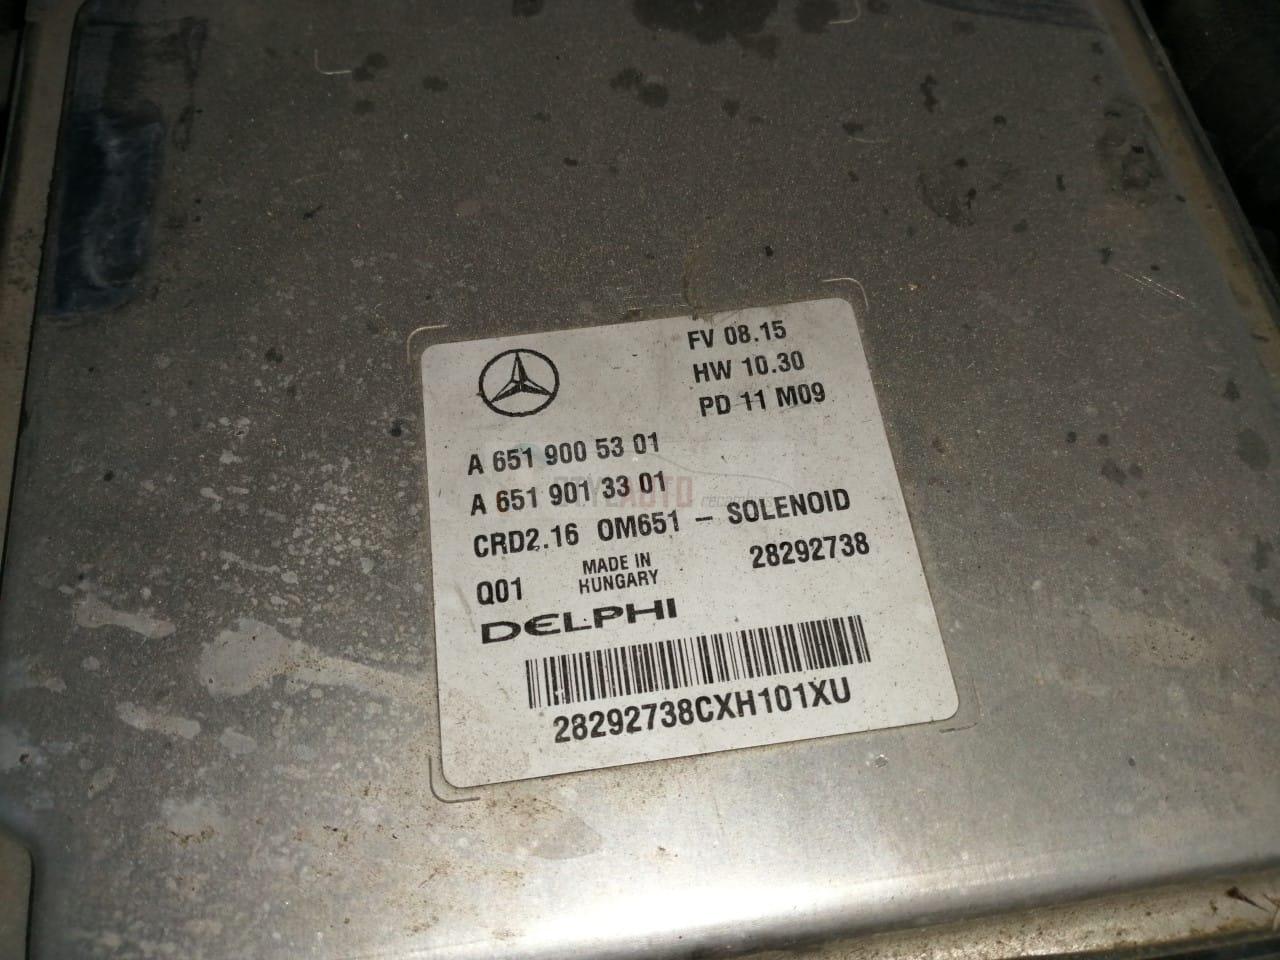 FV 08.15
HW 10.30
PD 11 M09
A 651 900 53 01
A 651 901 33 01
CRD2.16 OM651 - SOLENOID
Q01 MADE IN HUNGARY 28292738
DELPHI
28292738CXH101XU